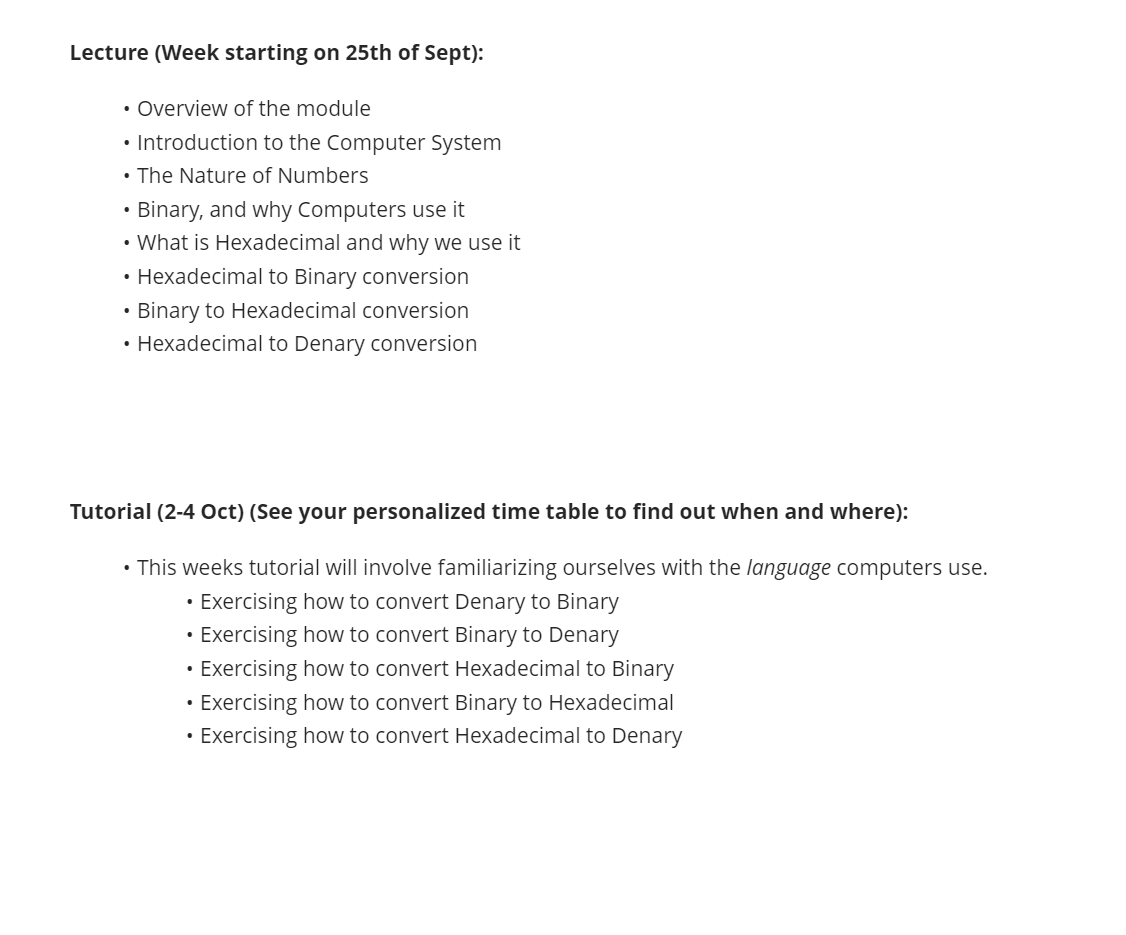 Lecture (Week starting on 25th of Sept):
• Overview of the module
• Introduction to the Computer System
• The Nature of Numbers
• Binary, and why Computers use it
• What is Hexadecimal and why we use it
• Hexadecimal to Binary conversion
• Binary to Hexadecimal conversion
• Hexadecimal to Denary conversion
Tutorial (2-4 Oct) (See your personalized time table to find out when and where):
• This weeks tutorial will involve familiarizing ourselves with the language computers use.
• Exercising how to convert Denary to Binary
• Exercising how to convert Binary to Denary
• Exercising how to convert Hexadecimal to Binary
• Exercising how to convert Binary to Hexadecimal
• Exercising how to convert Hexadecimal to Denary